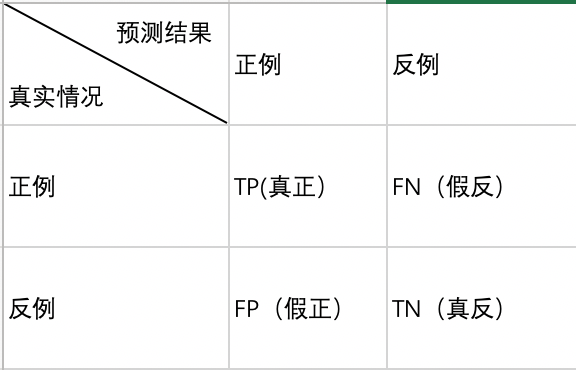 预测结果
真实情况
正例
反例
正例
TP(真正）
FN（假反）
反例
FP（假正）
TN（真反）